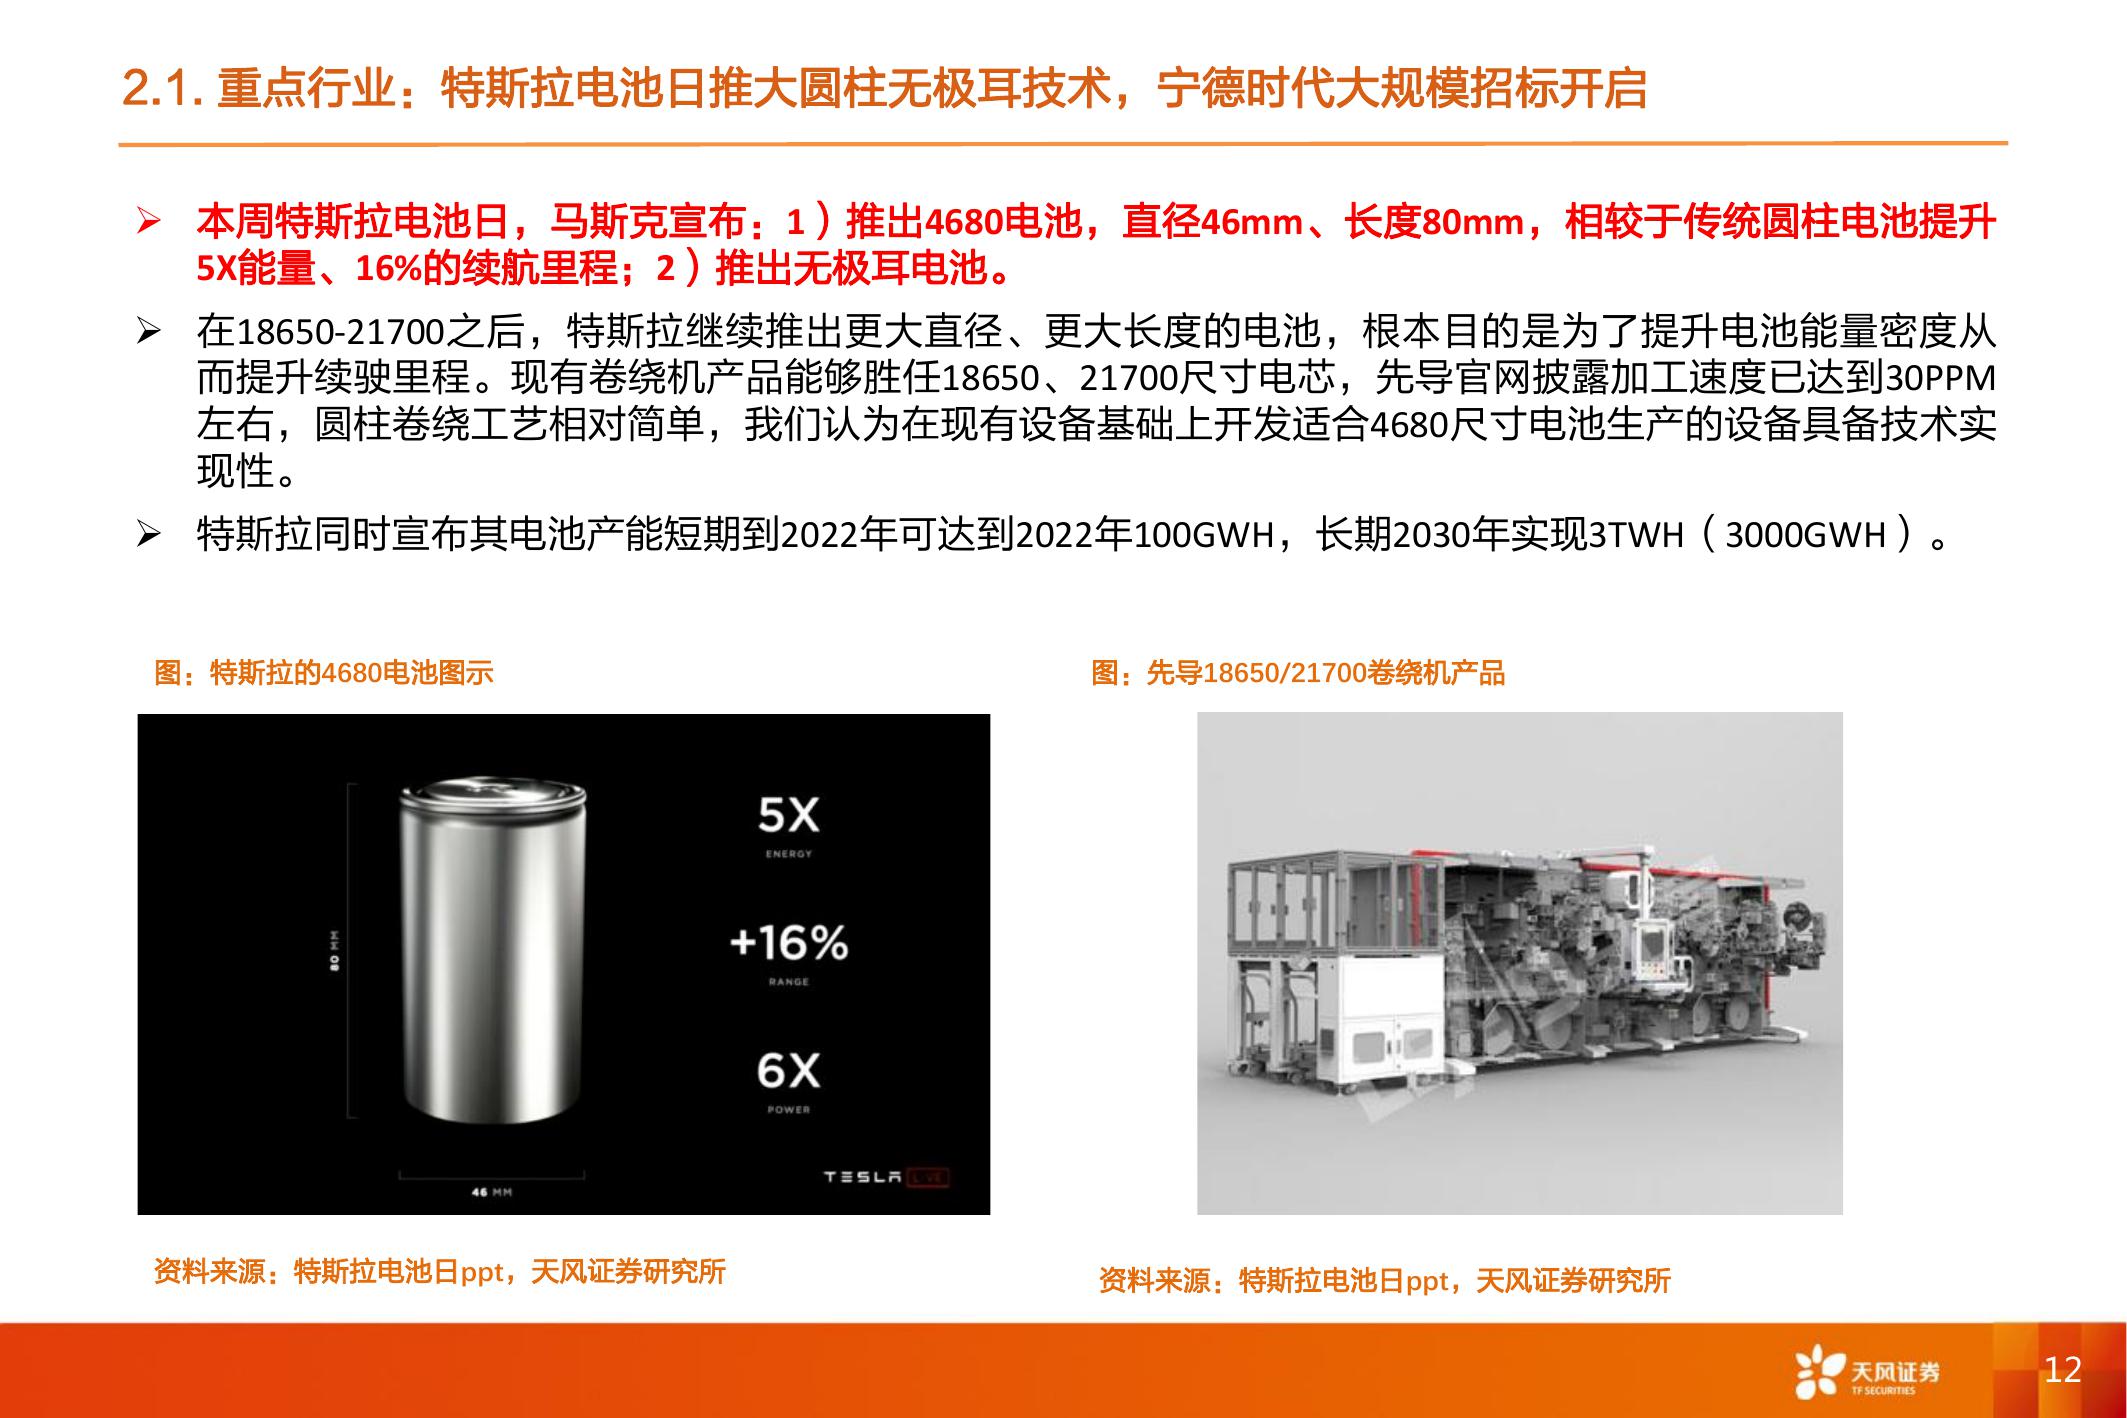 2.1. 重点行业：特斯拉电池日推大圆柱无极耳技术，宁德时代大规模招标开启
➢ 本周特斯拉电池日，马斯克宣布：1）推出4680电池，直径46mm、长度80mm，相较于传统圆柱电池提升
5X能量、16%的续航里程；2）推出无极耳电池。
➢ 在18650-21700之后，特斯拉继续推出更大直径、更大长度的电池，根本目的是为了提升电池能量密度从
而提升续驶里程。现有卷绕机产品能够胜任18650、21700尺寸电芯，先导官网披露加工速度已达到30PPM
左右，圆柱卷绕工艺相对简单，我们认为在现有设备基础上开发适合4680尺寸电池生产的设备具备技术实
现性。
➢ 特斯拉同时宣布其电池产能短期到2022年可达到2022年100GWH，长期2030年实现3TWH（3000GWH）。
图：特斯拉的4680电池图示
80 MM
46 MM
5X
ENERGY
+16%
RANGE
6X
POWER
TESLA LIVE
资料来源：特斯拉电池日ppt，天风证券研究所
图：先导18650/21700卷绕机产品
资料来源：特斯拉电池日ppt，天风证券研究所
天风证券
TF SECURITIES
12